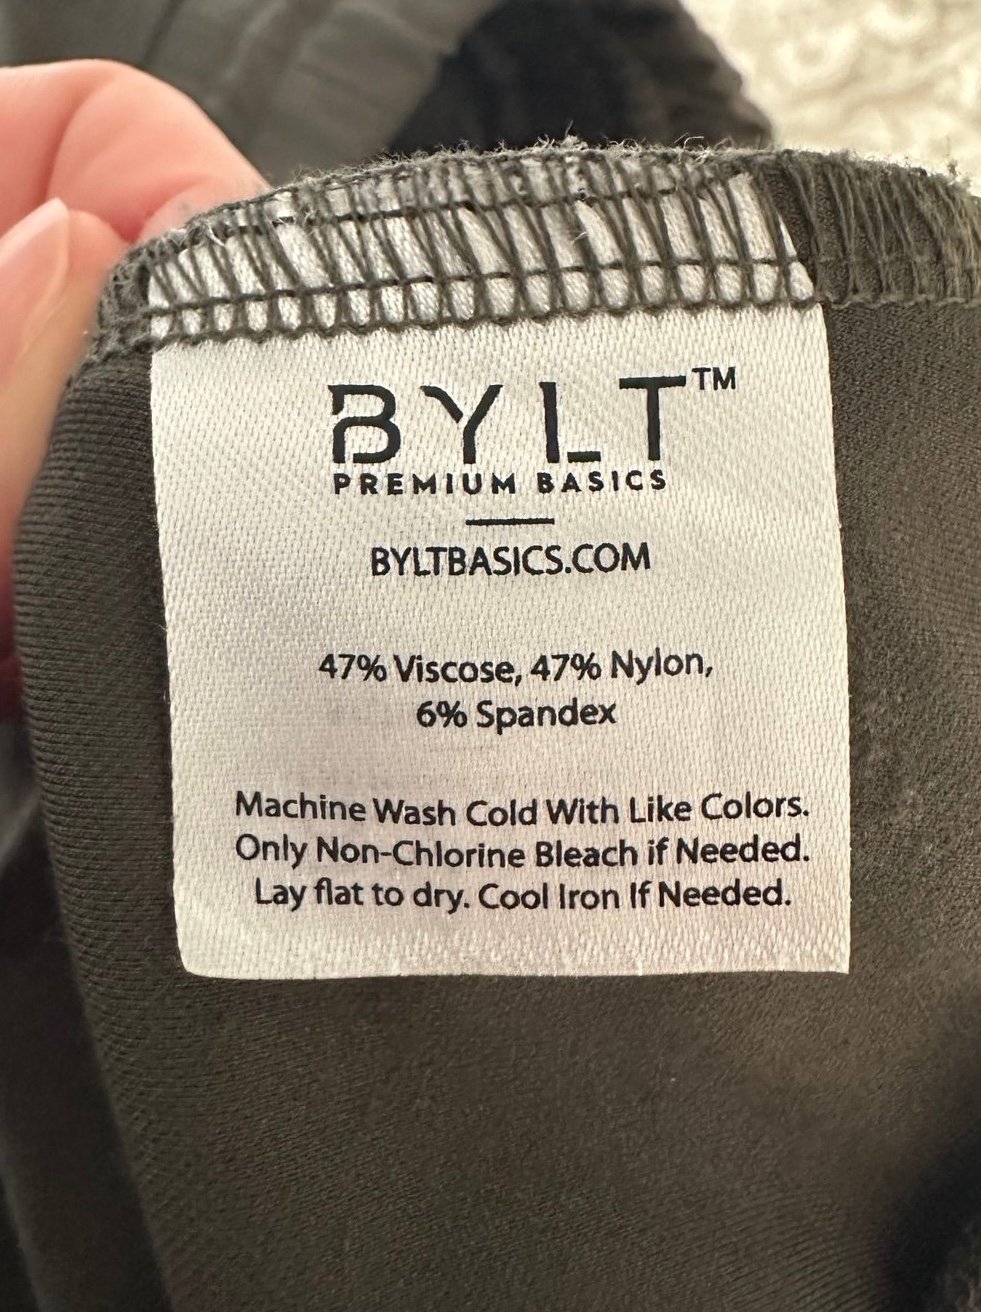 BYLT™
PREMIUM BASICS
BYLTBASICS.COM
47% Viscose, 47% Nylon,
6% Spandex
Machine Wash Cold With Like Colors.
Only Non-Chlorine Bleach if Needed.
Lay flat to dry. Cool Iron If Needed.